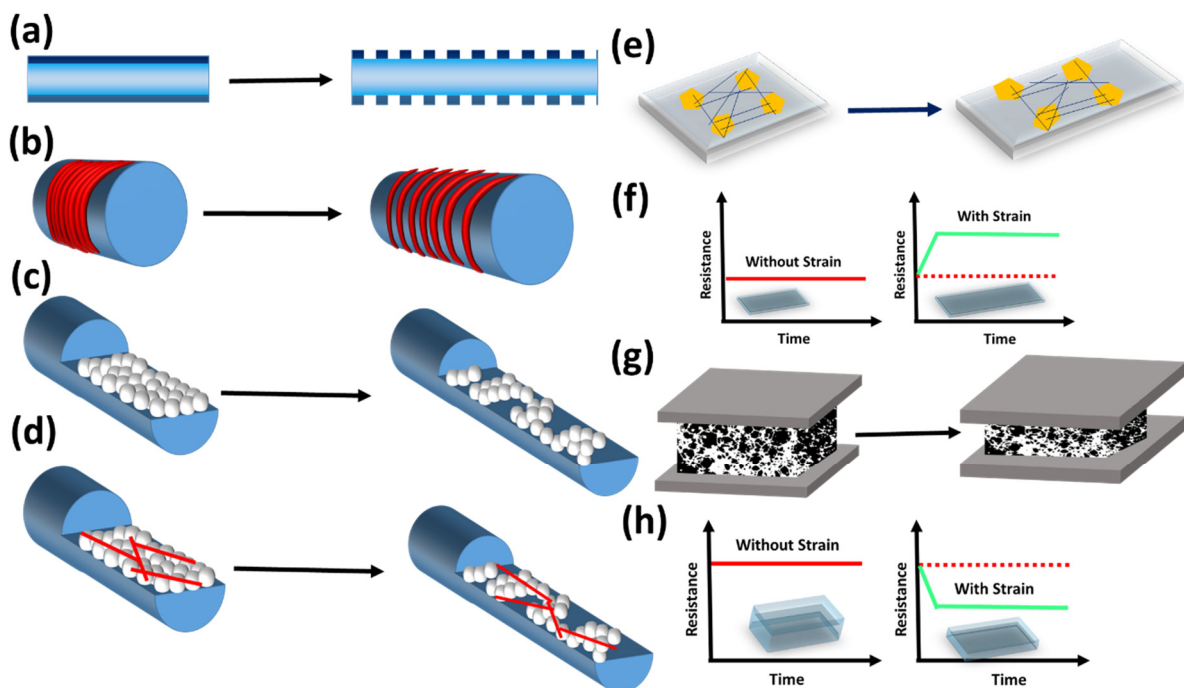 (a)
(b)
(c)
(d)
(e)
(f)
Resistance
Without Strain
Time
Resistance
With Strain
Time
(g)
(h)
Resistance
Without Strain
Time
Resistance
With Strain
Time